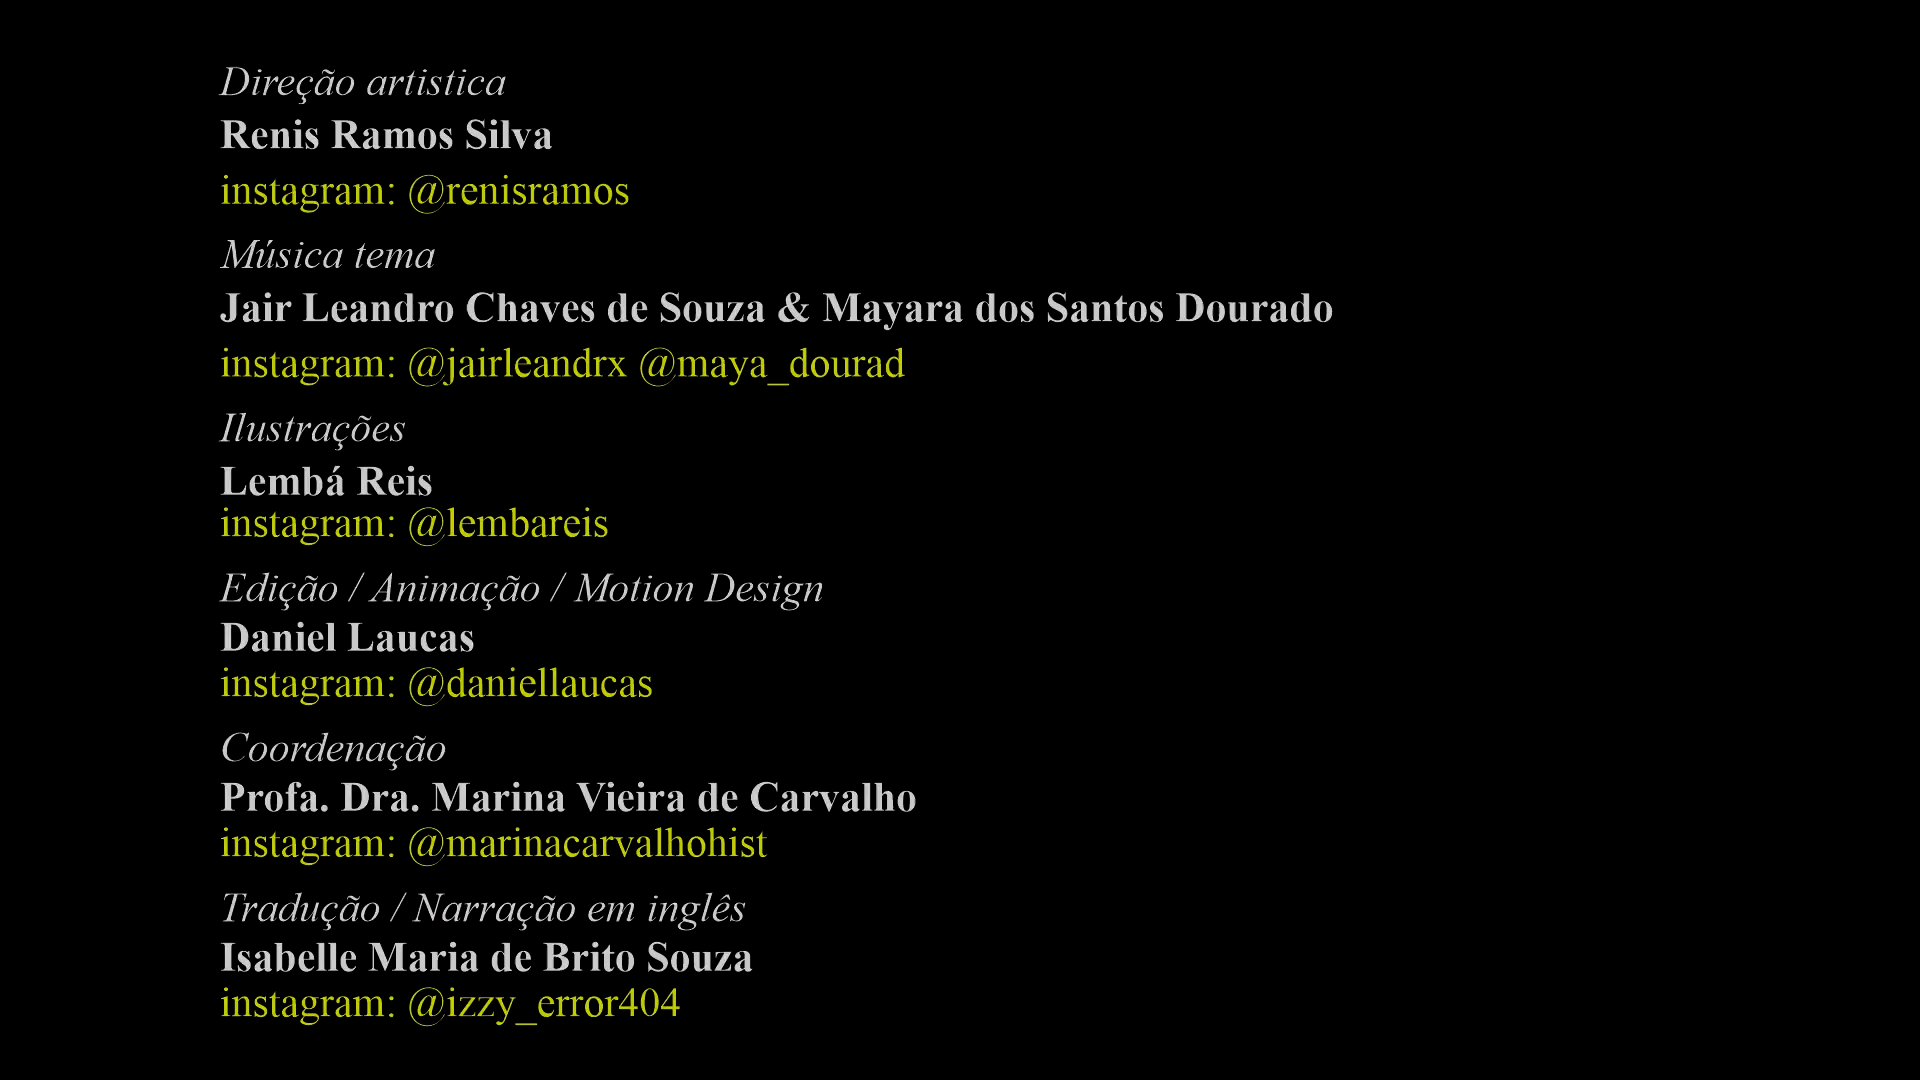 Direção artistica
Renis Ramos Silva
instagram: @renisramos
Música tema
Jair Leandro Chaves de Souza & Mayara dos Santos Dourado
instagram: @jairleandrx @maya_dourad
Ilustrações
Lembá Reis
instagram: @lembareis
Edição / Animação / Motion Design
Daniel Laucas
instagram: @daniellaucas
Coordenação
Profa. Dra. Marina Vieira de Carvalho
instagram: @marinacarvalhohist
Tradução / Narração em inglês
Isabelle Maria de Brito Souza
instagram: @izzy_error404